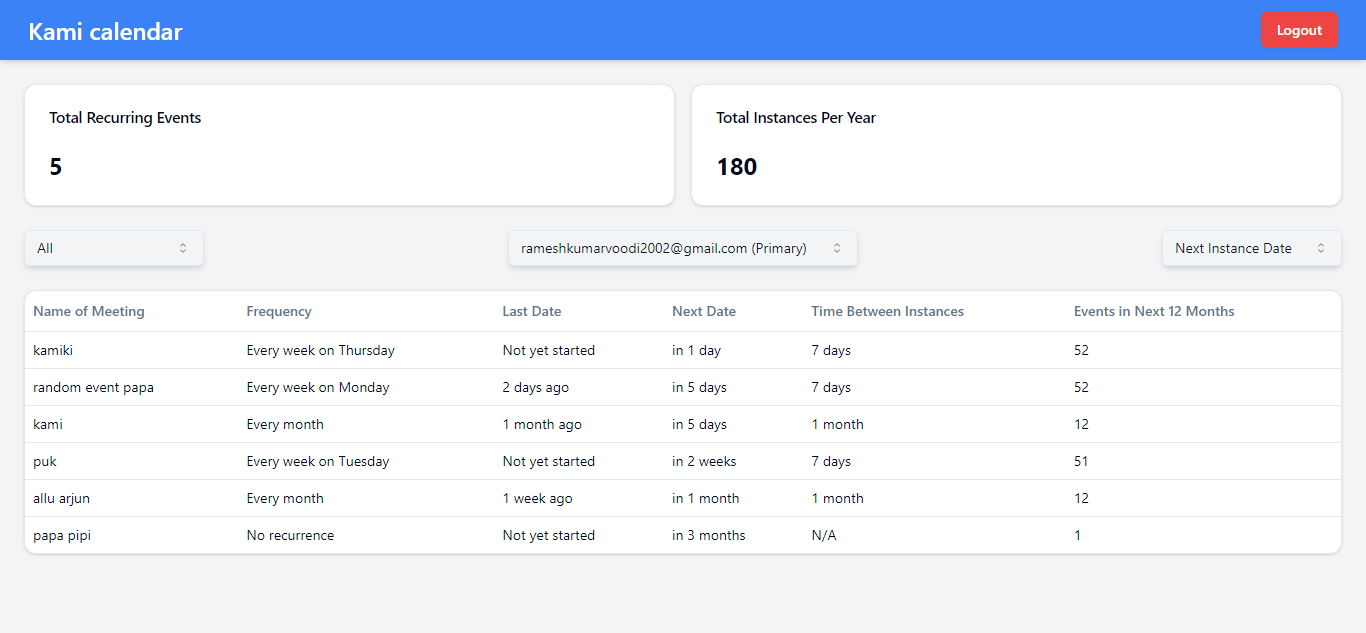 Kami calendar
Logout
Total Recurring Events
5
Total Instances Per Year
180
All
rameshkumarvoodi2002@gmail.com (Primary)
Next Instance Date
Name of Meeting Frequency Last Date Next Date Time Between Instances Events in Next 12 Months
kamiki Every week on Thursday Not yet started in 1 day 7 days 52
random event papa Every week on Monday 2 days ago in 5 days 7 days 52
kami Every month 1 month ago in 5 days 1 month 12
puk Every week on Tuesday Not yet started in 2 weeks 7 days 51
allu arjun Every month 1 week ago in 1 month 1 month 12
papa pipi No recurrence Not yet started in 3 months N/A 1